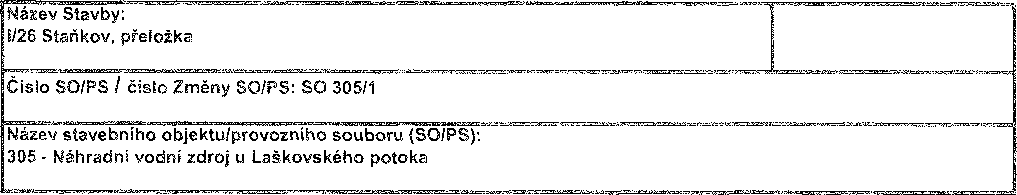 Název Stavby:
I/26 Staňkov, přeložka
Číslo SO/PS / číslo Změny SO/PS: SO 305/1
Název stavebního objektu/provozního souboru (SO/PS):
305 - Náhradní vodní zdroj u Laškovského potoka